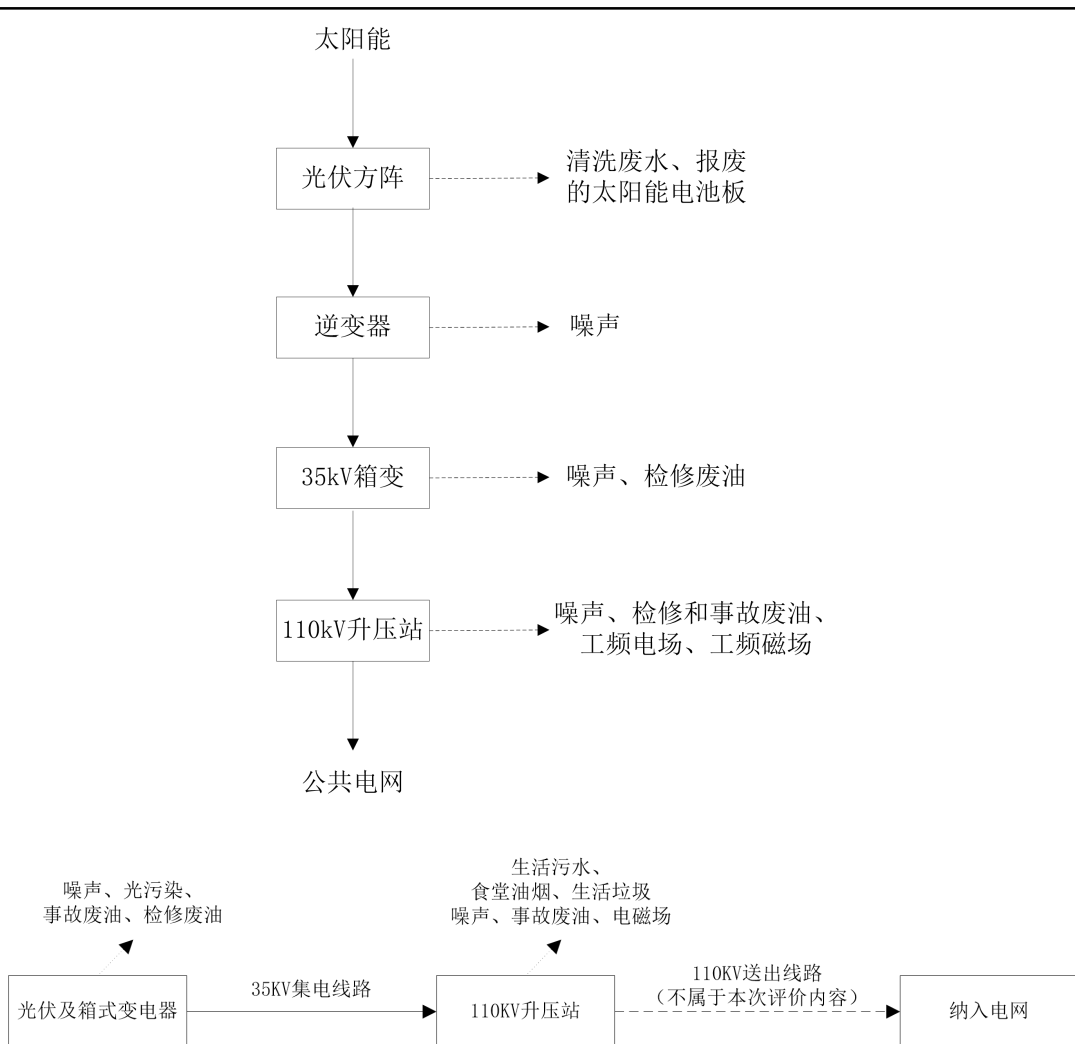 太阳能
光伏方阵
清洗废水、报废
的太阳能电池板
逆变器
噪声
35kV箱变
噪声、检修废油
110kV升压站
噪声、检修和事故废油、
工频电场、工频磁场
公共电网
噪声、光污染、
事故废油、检修废油
生活污水、
食堂油烟、生活垃圾
噪声、事故废油、电磁场
光伏及箱式变电器
35KV集电线路
110KV升压站
110KV送出线路
（不属于本次评价内容）
纳入电网